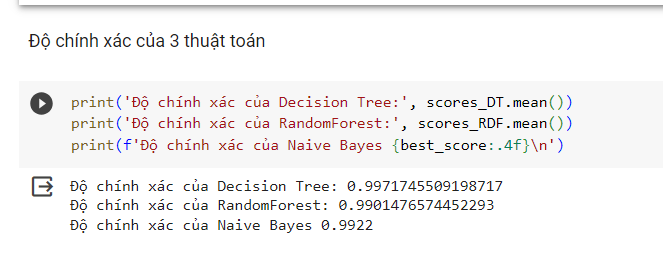 Độ chính xác của 3 thuật toán
print('Độ chính xác của Decision Tree:', scores_DT.mean())
print('Độ chính xác của RandomForest:', scores_RDF.mean())
print(f'Độ chính xác của Naive Bayes {best_score:.4f}\n')
Độ chính xác của Decision Tree: 0.9971745509198717
Độ chính xác của RandomForest: 0.9901476574452293
Độ chính xác của Naive Bayes 0.9922